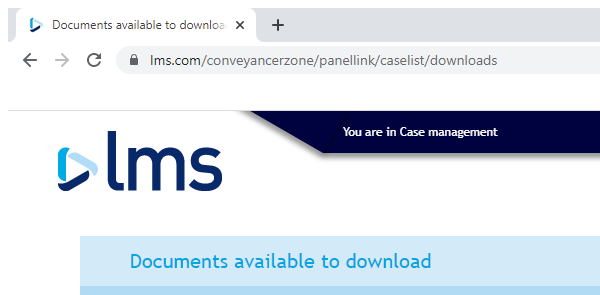 Documents available to downloa
lms.com/conveyancerzone/panellink/caselist/downloads
You are in Case management
lms
Documents available to download